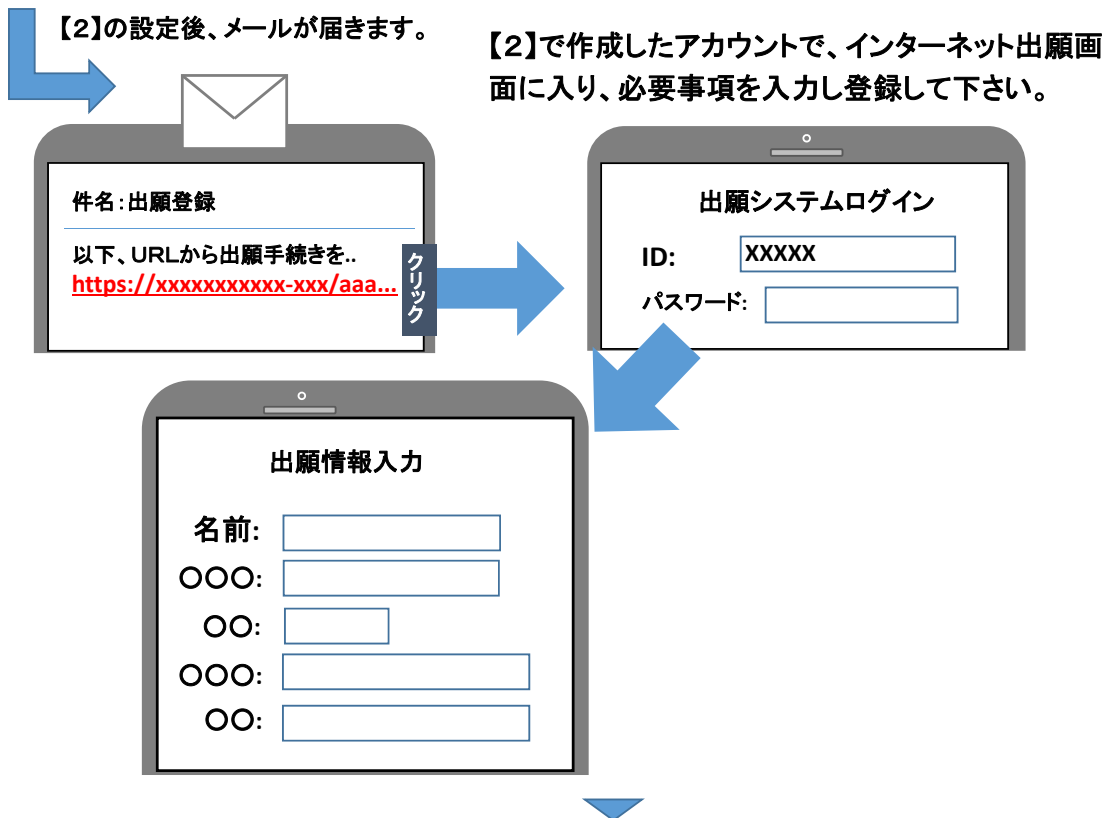 【2】の設定後、メールが届きます。
【2】で作成したアカウントで、インターネット出願画
面に入り、必要事項を入力し登録して下さい。
件名：出願登録
以下、URLから出願手続きを..
https://xxxxxxxxxxx-xxx/aaa...
クリック
出願システムログイン
ID: XXXXX
パスワード:
出願情報入力
名前:
〇〇〇:
〇〇:
〇〇〇:
〇〇: